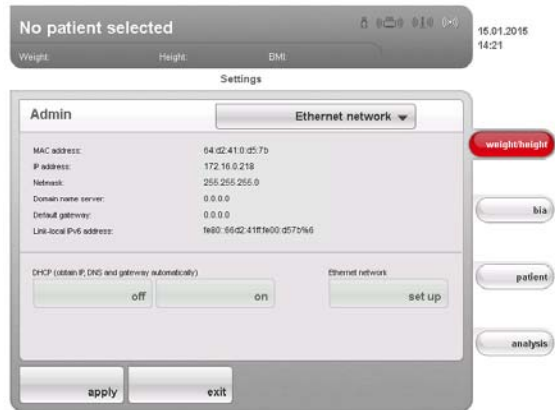 No patient selected
15.01.2015
14:21
Weight: Height: BMI:
Settings
Admin
Ethernet network
weight/height
MAC address: 64:d2:41:0:d5:7b
IP address: 172.16.0.218
Netmask: 255.255.255.0
Domain name server: 0.0.0.0
Default gateway: 0.0.0.0
Link-local IPv6 address: fe80::66d2:41ff:fe00:d57b%6
bia
DHCP (obtain IP, DNS and gateway automatically)
Ethernet network
off on set up
patient
analysis
apply exit